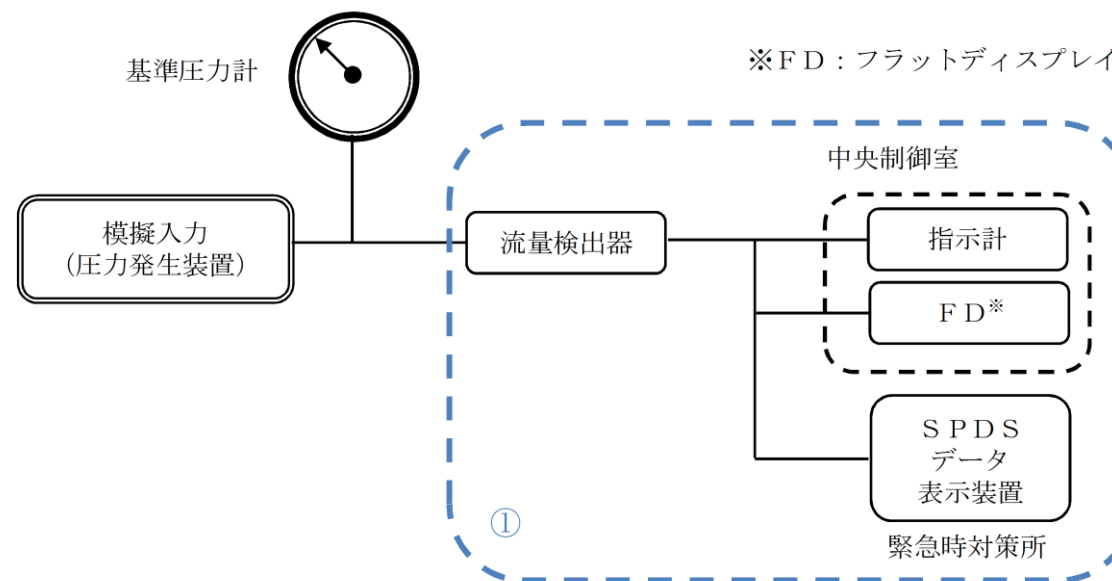 基準圧力計
※FD：フラットディスプレイ
中央制御室
模擬入力
（圧力発生装置）
流量検出器
指示計
FD※
SPDS
データ
表示装置
①
緊急時対策所